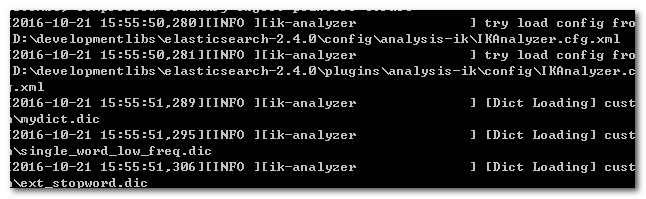 [2016-10-21 15:55:50,280][INFO ][ik-analyzer ] try load config fro
D:\developmentlibs\elasticsearch-2.4.0\config\analysis-ik\IKAnalyzer.cfg.xml
[2016-10-21 15:55:50,281][INFO ][ik-analyzer ] try load config fro
D:\developmentlibs\elasticsearch-2.4.0\plugins\analysis-ik\config\IKAnalyzer.c
g.xml
[2016-10-21 15:55:51,289][INFO ][ik-analyzer ] [Dict Loading] cust
\mydict.dic
[2016-10-21 15:55:51,295][INFO ][ik-analyzer ] [Dict Loading] cust
\single_word_low_freq.dic
[2016-10-21 15:55:51,306][INFO ][ik-analyzer ] [Dict Loading] cust
\ext_stopword.dic